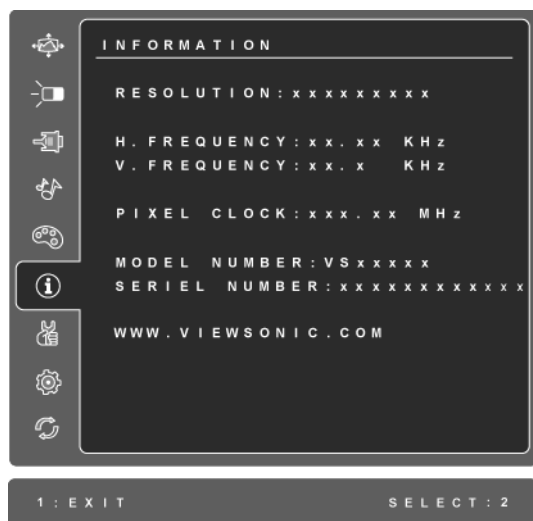 INFORMATION
RESOLUTION:xxxxxxxxx
H. FREQUENCY:xx.xx KHz
V. FREQUENCY:xx.x KHz
PIXEL CLOCK:xxx.xx MHz
MODEL NUMBER:VSxxxxx
SERIEL NUMBER:xxxxxxxxxxxx
WWW.VIEWSONIC.COM
1:EXIT SELECT:2